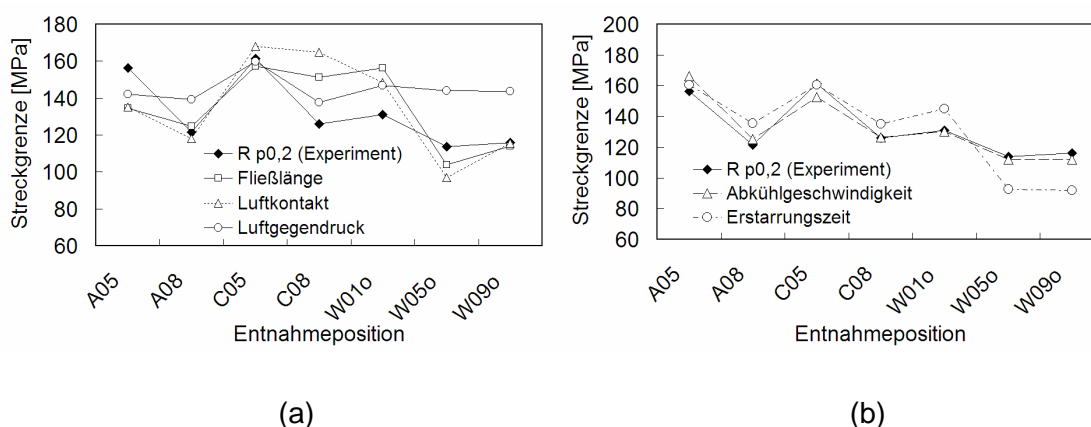 180
160
140
120
100
80
60
Streckgrenze [MPa]
R p0,2 (Experiment)
Fließlänge
Luftkontakt
Luftgegendruck
A05
A08
C05
C08
W01o
W05o
W09o
Entnahmeposition
(a)
200
180
160
140
120
100
80
60
Streckgrenze [MPa]
R p0,2 (Experiment)
Abkühlgeschwindigkeit
Erstarrungszeit
A05
A08
C05
C08
W01o
W05o
W09o
Entnahmeposition
(b)